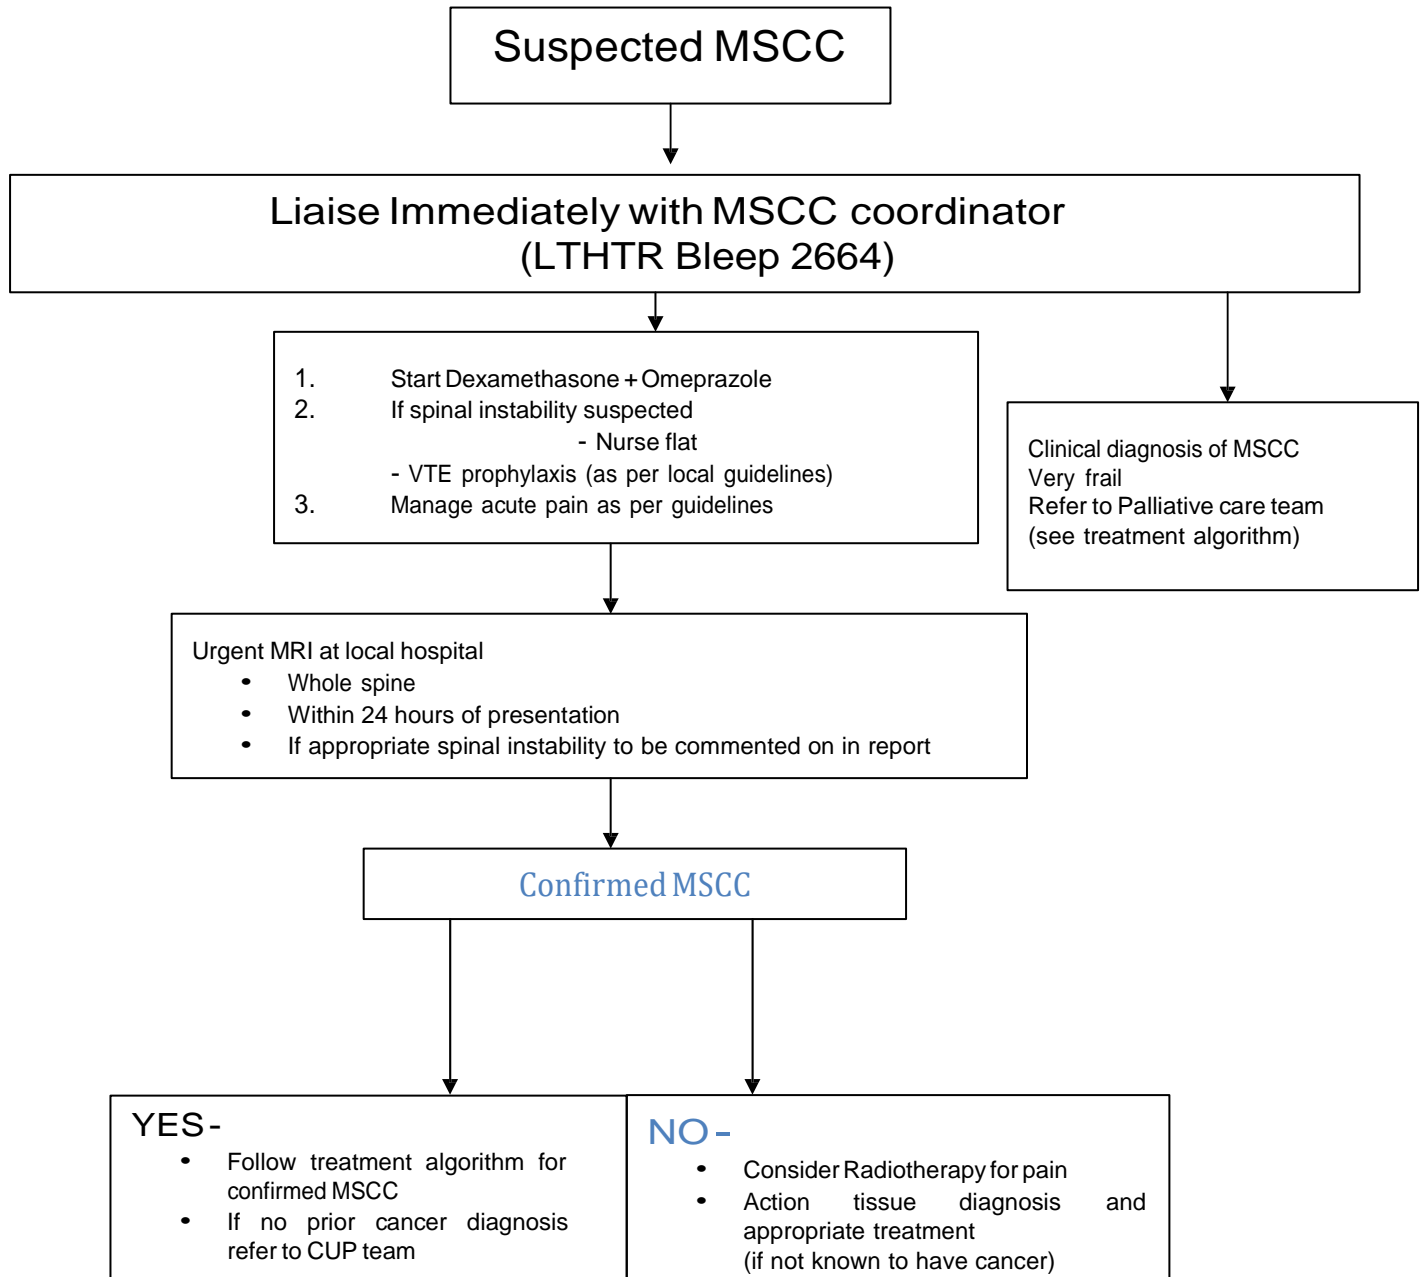 Suspected MSCC
Liaise Immediately with MSCC coordinator
(LTHTR Bleep 2664)
1. Start Dexamethasone + Omeprazole
2. If spinal instability suspected
- Nurse flat
- VTE prophylaxis (as per local guidelines)
3. Manage acute pain as per guidelines
Clinical diagnosis of MSCC
Very frail
Refer to Palliative care team
(see treatment algorithm)
Urgent MRI at local hospital
• Whole spine
• Within 24 hours of presentation
• If appropriate spinal instability to be commented on in report
Confirmed MSCC
YES-
• Follow treatment algorithm for
confirmed MSCC
• If no prior cancer diagnosis
refer to CUP team
NO-
• Consider Radiotherapy for pain
• Action tissue diagnosis and
appropriate treatment
(if not known to have cancer)